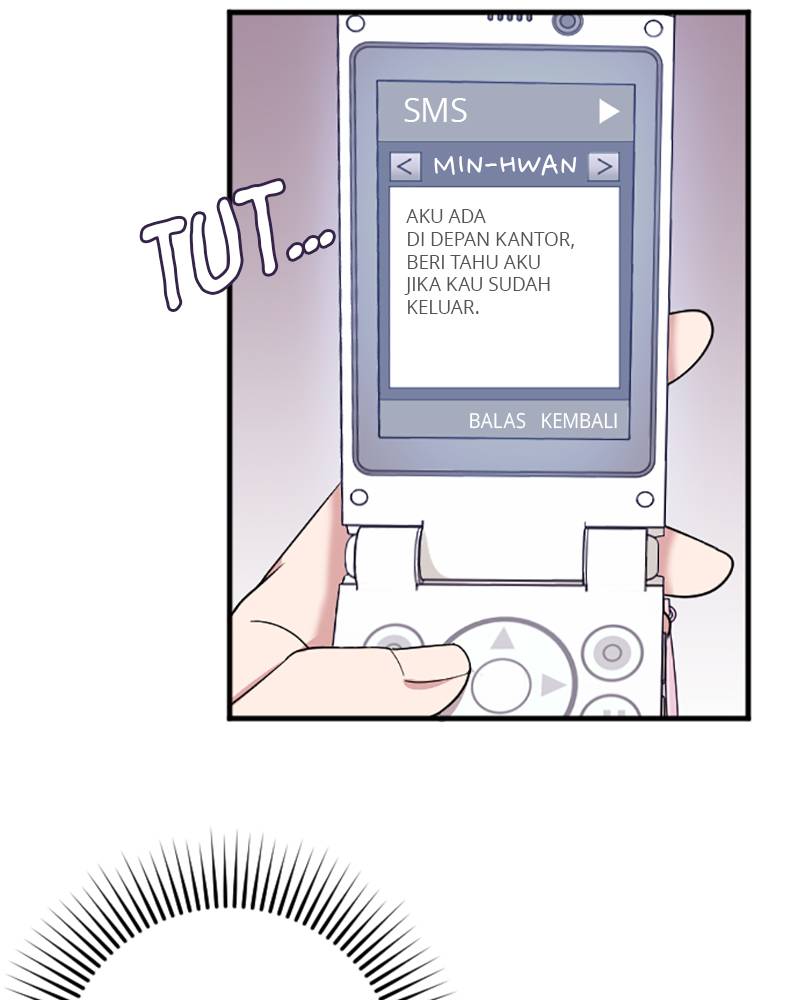 SMS
< MIN-HWAN >
TUT...
AKU ADA
DI DEPAN KANTOR,
BERI TAHU AKU
JIKA KAU SUDAH
KELUAR.
BALAS KEMBALI